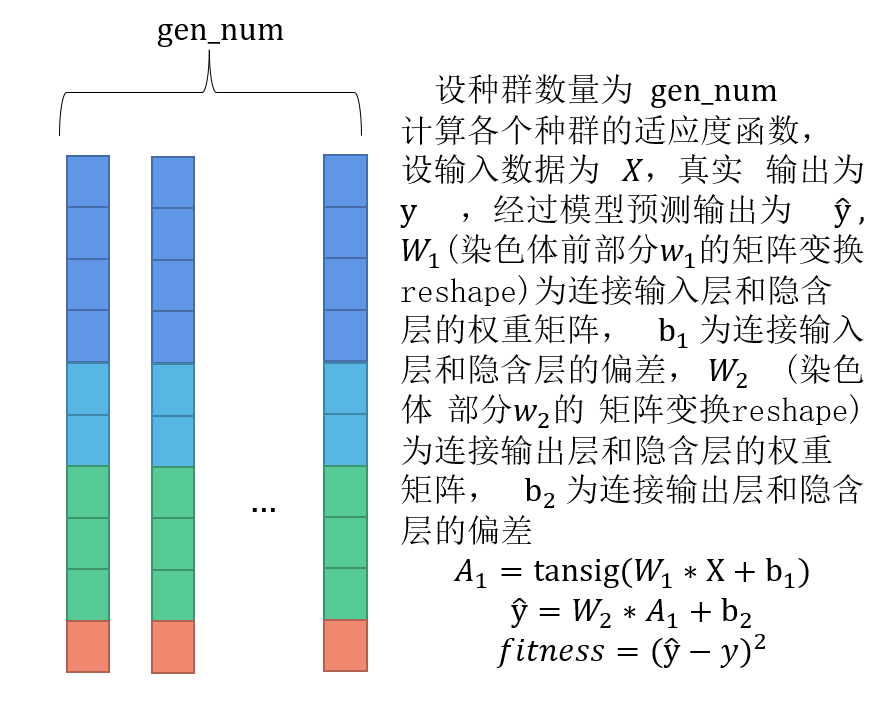 gen_num
设种群数量为 gen_num
计算各个种群的适应度函数，
设输入数据为 X，真实 输出为
y ，经过模型预测输出为 ŷ，
W₁(染色体前部分w₁的矩阵变换
reshape)为连接输入层和隐含
层的权重矩阵， b₁ 为连接输入
层和隐含层的偏差，W₂ (染色
体 部分w₂的 矩阵变换reshape)
为连接输出层和隐含层的权重
矩阵， b₂ 为连接输出层和隐含
层的偏差
A₁ = tansig(W₁ * X + b₁)
ŷ = W₂ * A₁ + b₂
fitness = (ŷ − y)²
...